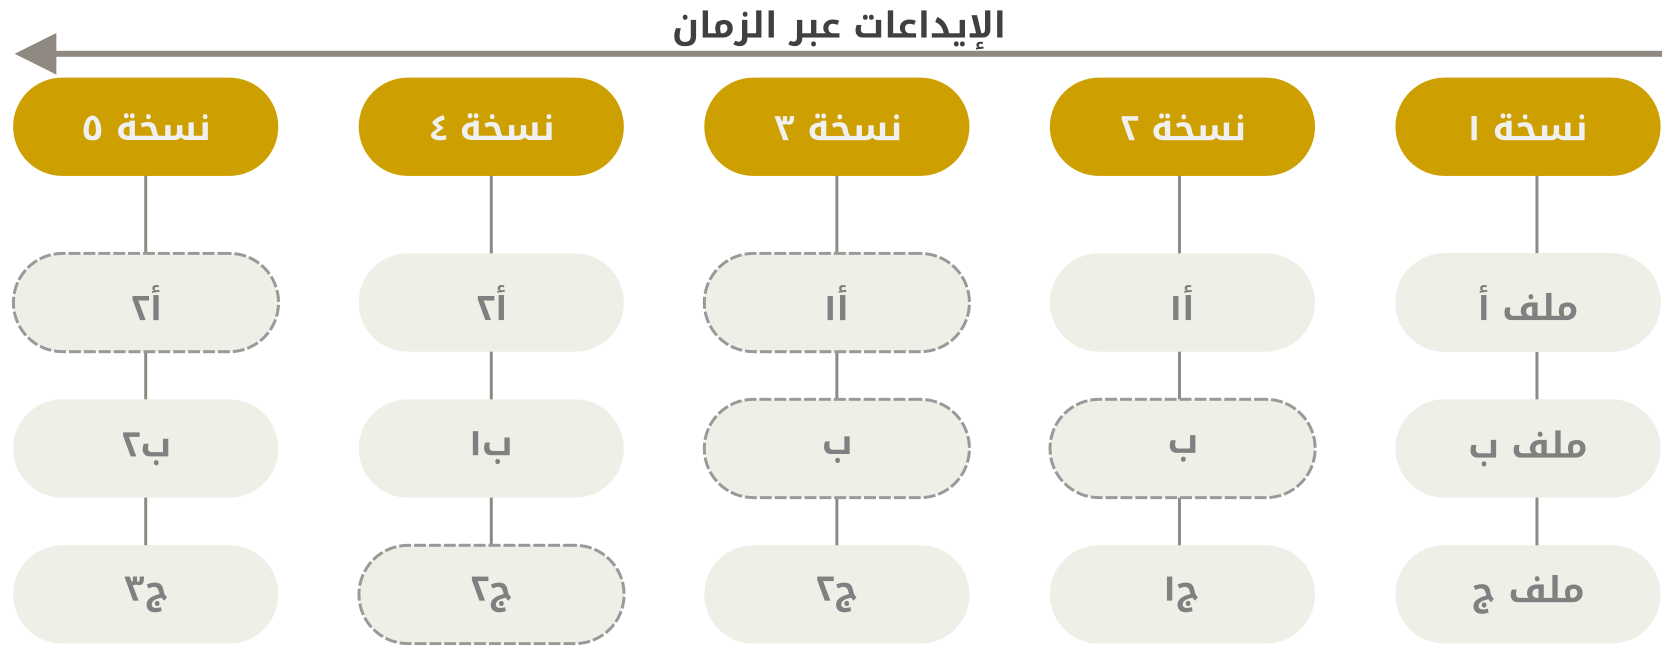 الإيداعات عبر الزمان
نسخة ١
نسخة ٢
نسخة ٣
نسخة ٤
نسخة ٥
ملف أ
أ١
أ١
أ٢
أ٢
ملف ب
ب
ب
ب١
ب٢
ملف ج
ج١
ج٢
ج٢
ج٣